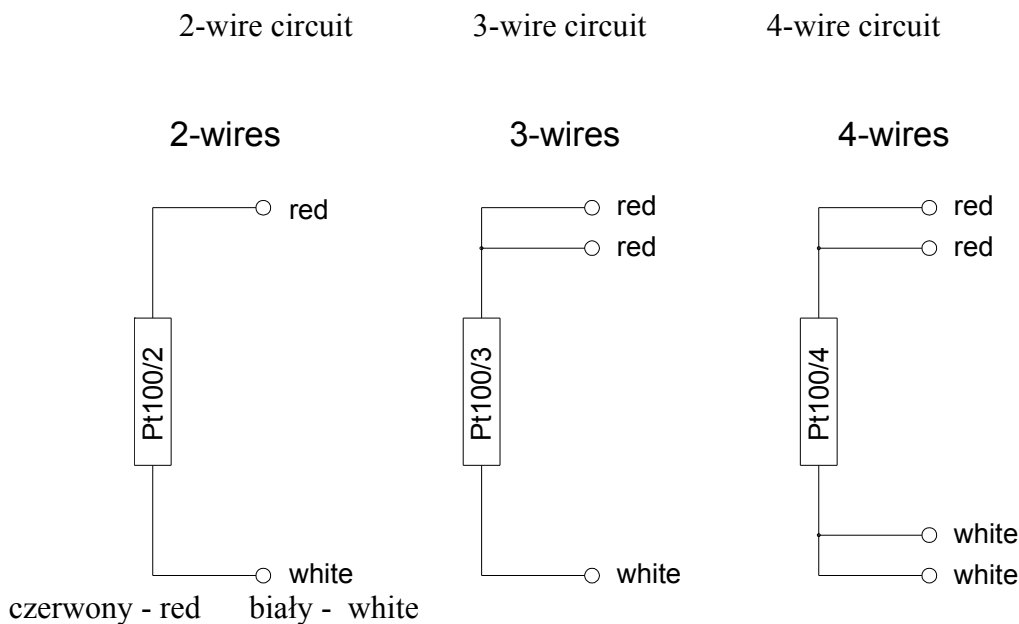 2-wire circuit 3-wire circuit 4-wire circuit
2-wires 3-wires 4-wires
red red red
red red
Pt100/2 Pt100/3 Pt100/4
white
white white white
czerwony - red biały - white